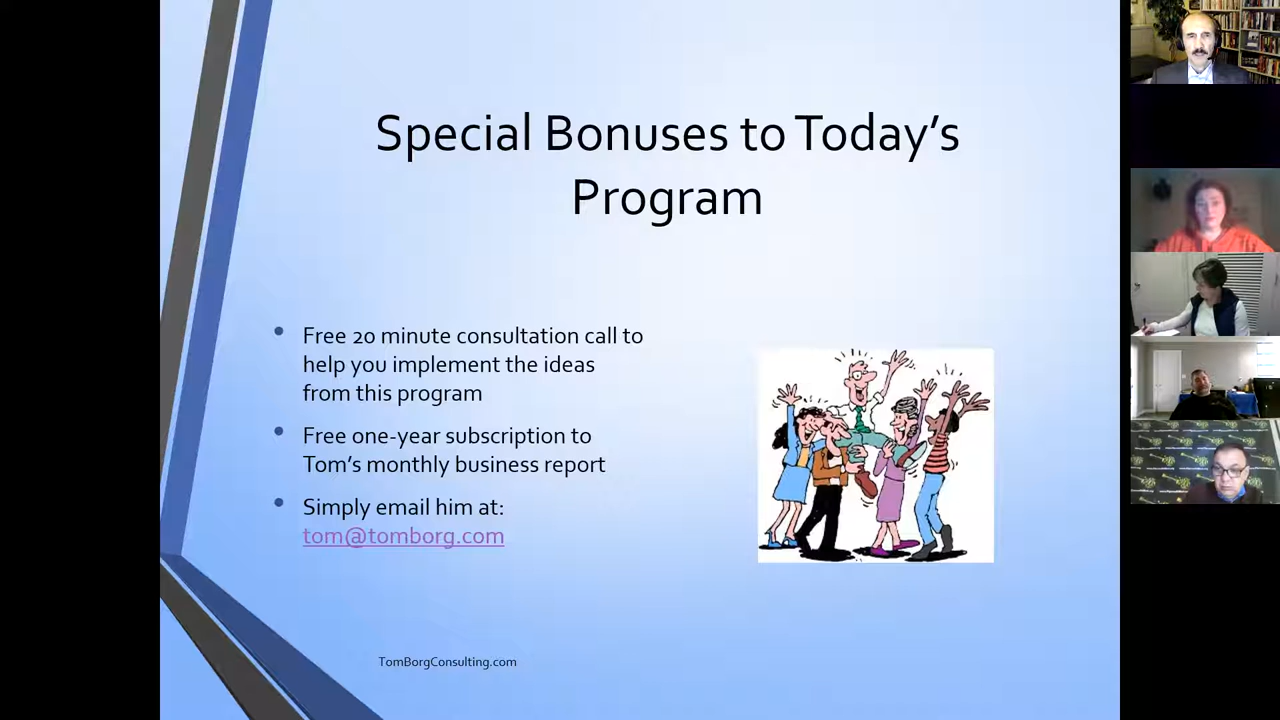 Special Bonuses to Today’s
Program
Free 20 minute consultation call to
help you implement the ideas
from this program
Free one-year subscription to
Tom’s monthly business report
Simply email him at:
tom@tomborg.com
TomBorgConsulting.com